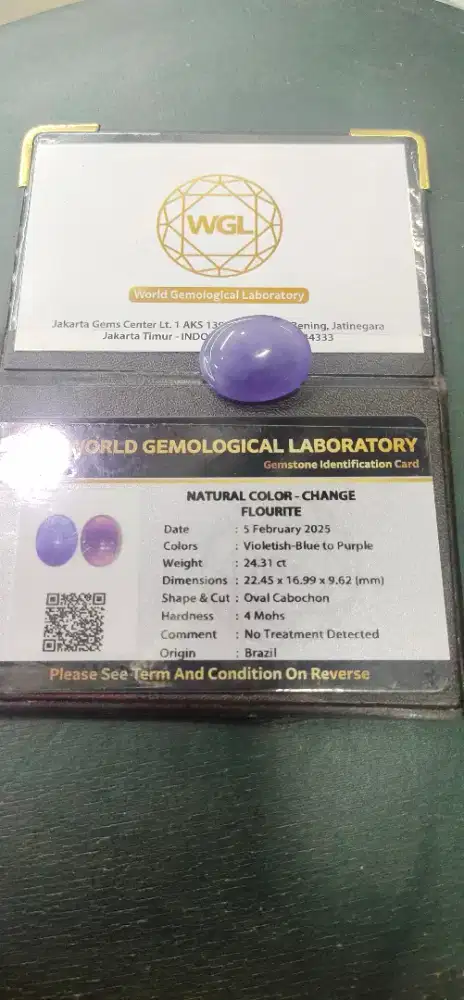 WGL
World Gemological Laboratory
Jakarta Gems Center Lt. 1 AKS 13 ening, Jatinegara
Jakarta Timur - INDO 4333
WORLD GEMOLOGICAL LABORATORY
Gemstone Identification Card
NATURAL COLOR - CHANGE
FLOURITE
Date : 5 February 2025
Colors : Violetish-Blue to Purple
Weight : 24.31 ct
Dimensions : 22.45 x 16.99 x 9.62 (mm)
Shape & Cut : Oval Cabochon
Hardness : 4 Mohs
Comment : No Treatment Detected
Origin : Brazil
Please See Term And Condition On Reverse